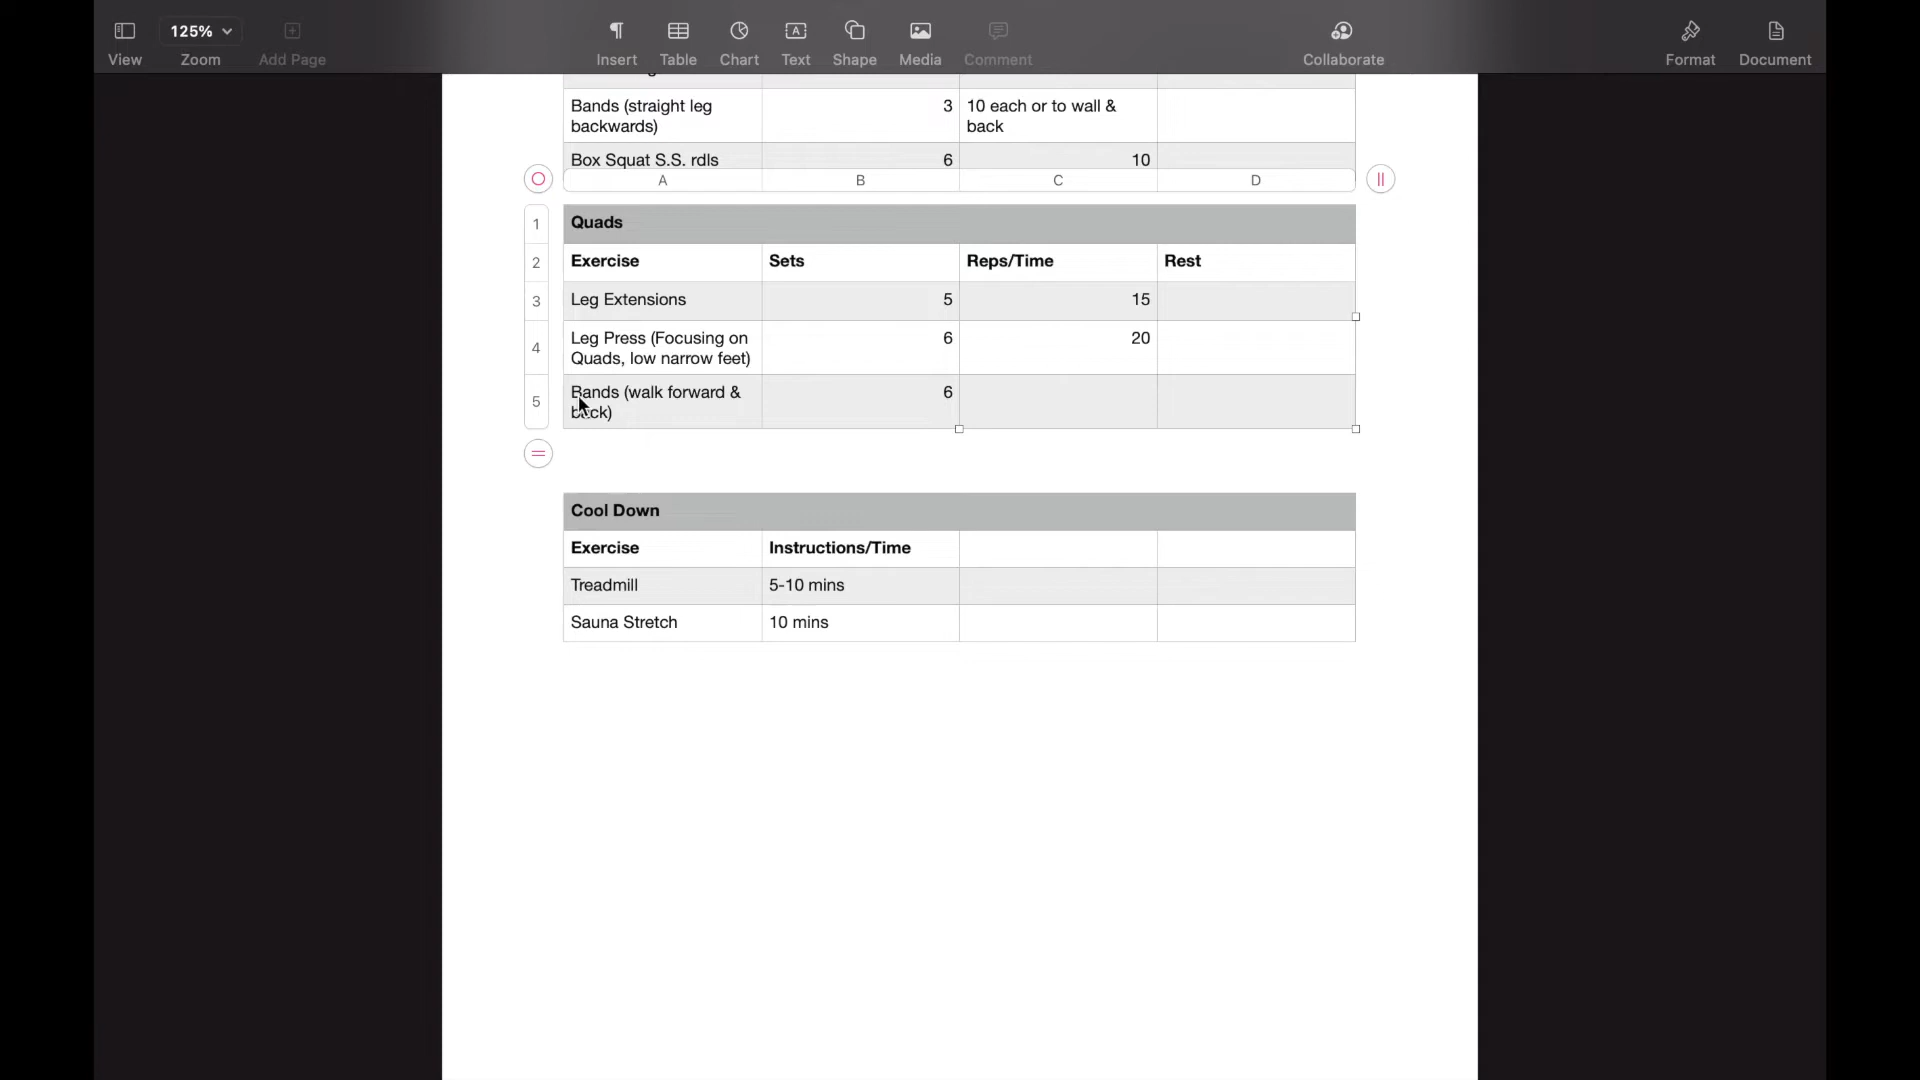 125%
View
Zoom
Add Page
Insert
Table
Chart
Text
Shape
Media
Comment
Collaborate
Format
Document
Bands (straight leg
backwards)
3
10 each or to wall &
back
Box Squat S.S. rdls
6
10
A
B
C
D
1
Quads
2
Exercise
Sets
Reps/Time
Rest
3
Leg Extensions
5
15
4
Leg Press (Focusing on
Quads, low narrow feet)
6
20
5
Bands (walk forward &
back)
6
Cool Down
Exercise
Instructions/Time
Treadmill
5-10 mins
Sauna Stretch
10 mins